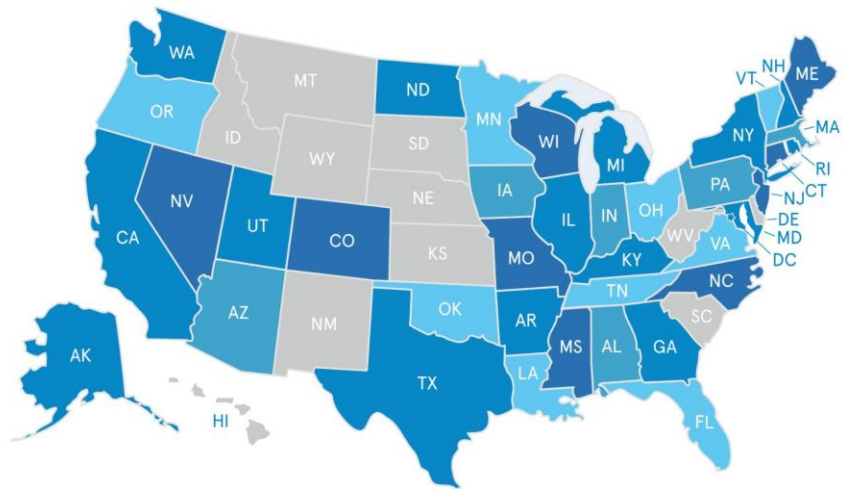 WA
MT
ND
MN
VT
NH
ME
OR
ID
WY
SD
WI
MI
NY
MA
RI
CT
NV
NE
IA
PA
NJ
DE
MD
DC
CA
UT
CO
KS
IL
IN
OH
WV
VA
MO
KY
NC
AZ
NM
OK
TN
AR
SC
AK
TX
MS
AL
GA
LA
HI
FL